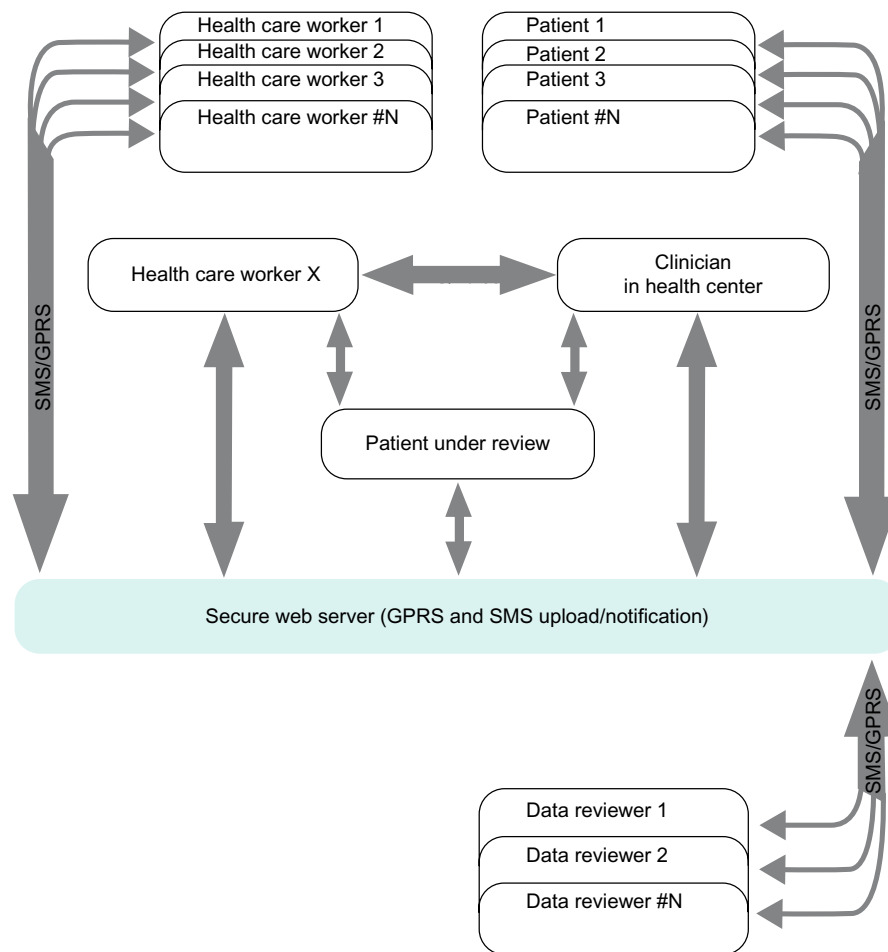 Health care worker 1
Health care worker 2
Health care worker 3
Health care worker #N
Patient 1
Patient 2
Patient 3
Patient #N
Health care worker X
Clinician
in health center
SMS/GPRS
SMS/GPRS
Patient under review
Secure web server (GPRS and SMS upload/notification)
SMS/GPRS
Data reviewer 1
Data reviewer 2
Data reviewer #N